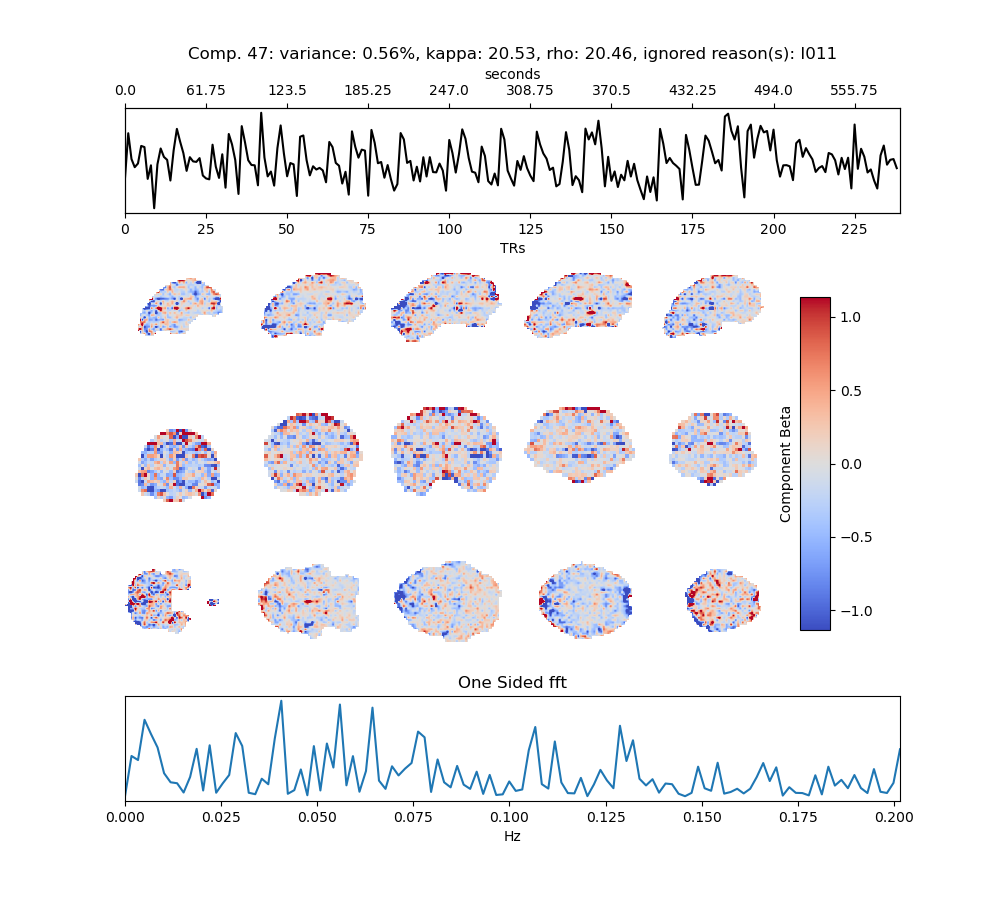 Comp. 47: variance: 0.56%, kappa: 20.53, rho: 20.46, ignored reason(s): I011
seconds
0.0 61.75 123.5 185.25 247.0 308.75 370.5 432.25 494.0 555.75
0 25 50 75 100 125 150 175 200 225
TRs
1.0
0.5
0.0
−0.5
−1.0
Component Beta
One Sided fft
0.000 0.025 0.050 0.075 0.100 0.125 0.150 0.175 0.200
Hz